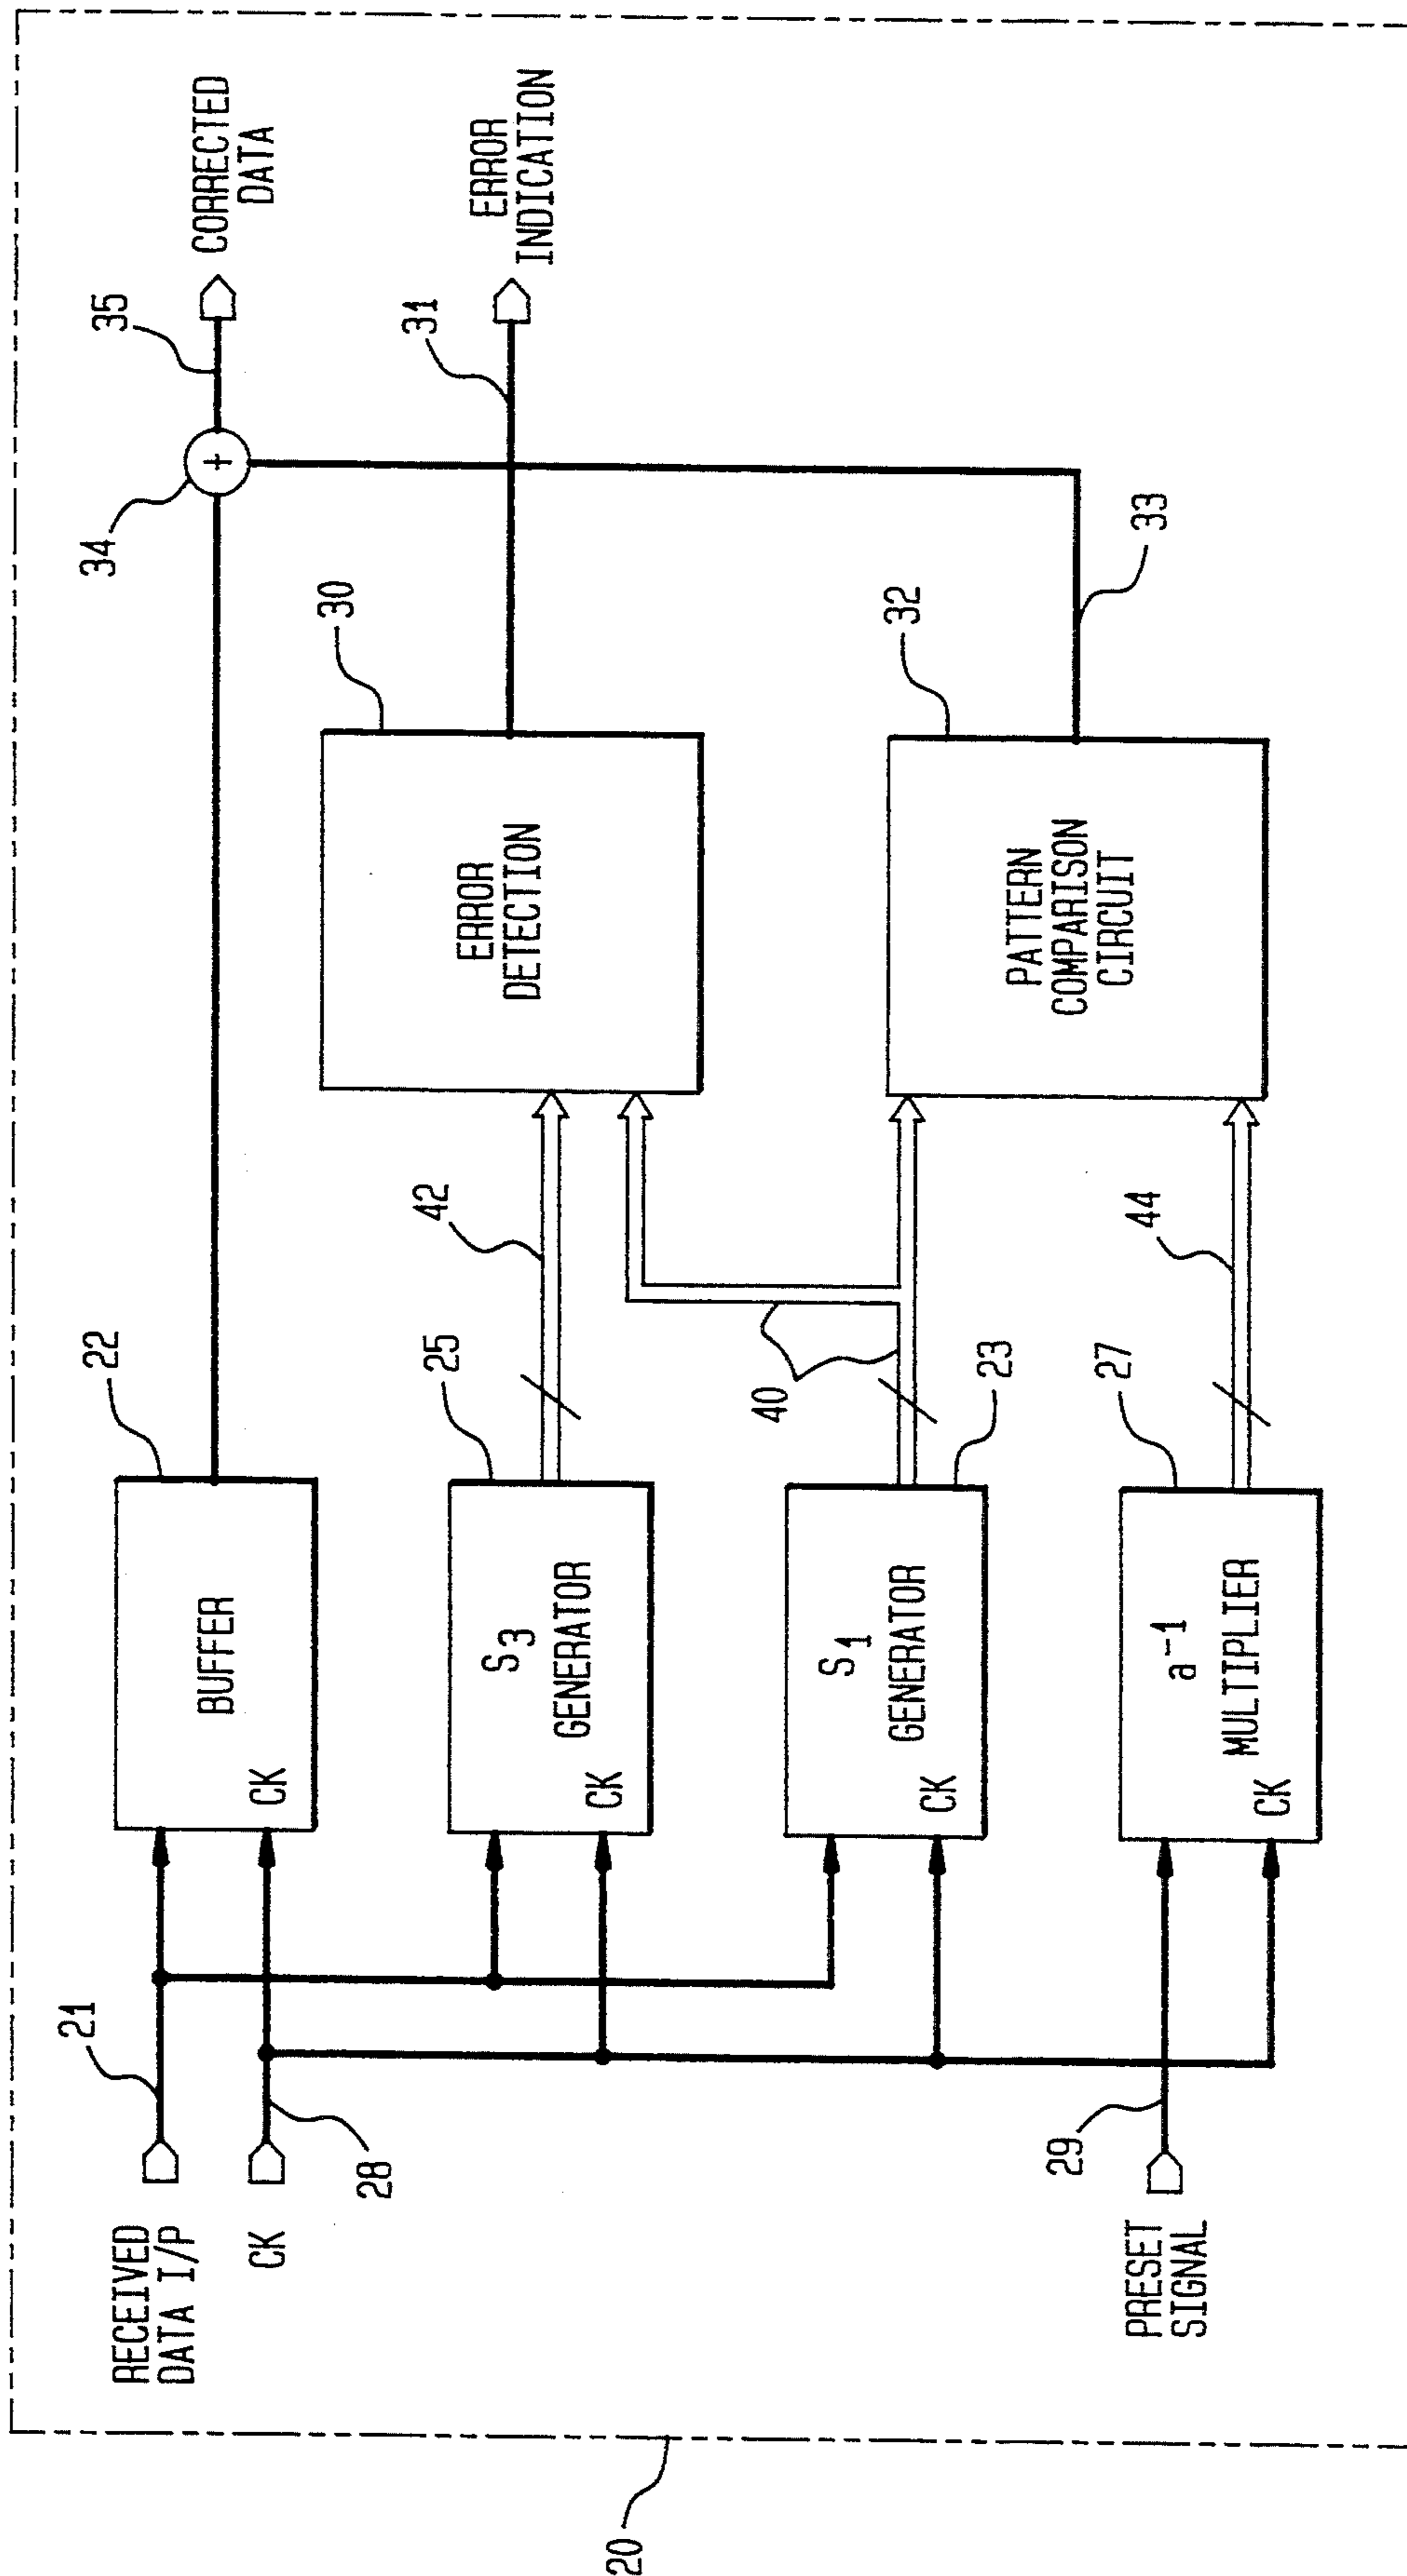 20
RECEIVED
DATA I/P
21
CK
28
PRESET
SIGNAL
29
BUFFER
CK
22
S3
GENERATOR
CK
25
S1
GENERATOR
CK
23
a-1
MULTIPLIER
CK
27
42
40
44
ERROR
DETECTION
30
PATTERN
COMPARISON
CIRCUIT
32
33
34
+
35
CORRECTED
DATA
31
ERROR
INDICATION